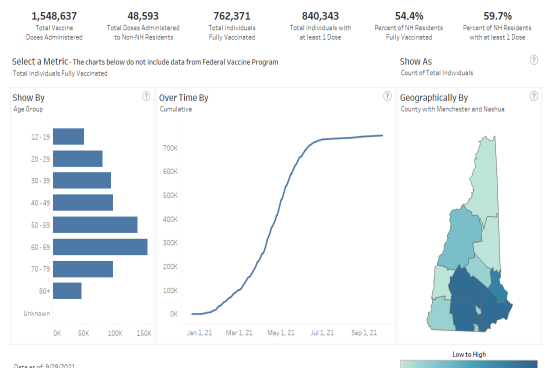 1,548,637 48,593 762,371 840,343 54.4% 59.7%
Total Vaccine Total Doses Administered Total Individuals Total Individuals with Percent of NH Residents Percent of NH Residents
Doses Administered to Non-NH Residents Fully Vaccinated at least 1 Dose Fully Vaccinated with at least 1 Dose
Select a Metric - The charts below do not include data from Federal Vaccine Program
Total Individuals Fully Vaccinated
Show As ?
Count of Total Individuals
Show By ?
Age Group
12 - 19
20 - 29
30 - 39
40 - 49
50 - 59
60 - 69
70 - 79
80+
Unknown
0K 50K 100K 150K
Over Time By ?
Cumulative
700K
600K
500K
400K
300K
200K
100K
0K
Jan 1, 21 Mar 1, 21 May 1, 21 Jul 1, 21 Sep 1, 21
Geographically By ?
County with Manchester and Nashua
Low to High
Data as of: 9/28/2021